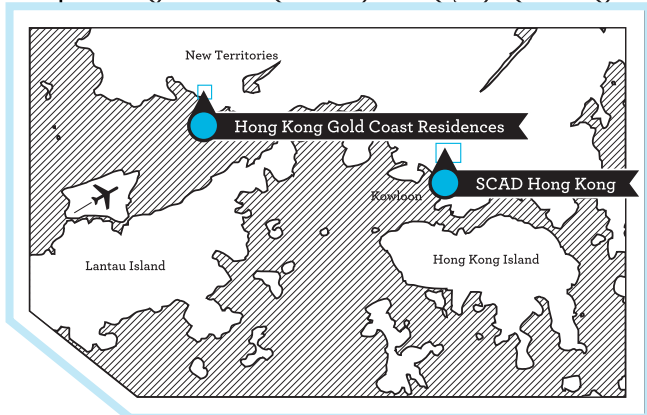 New Territories
Hong Kong Gold Coast Residences
SCAD Hong Kong
Kowloon
Hong Kong Island
Lantau Island